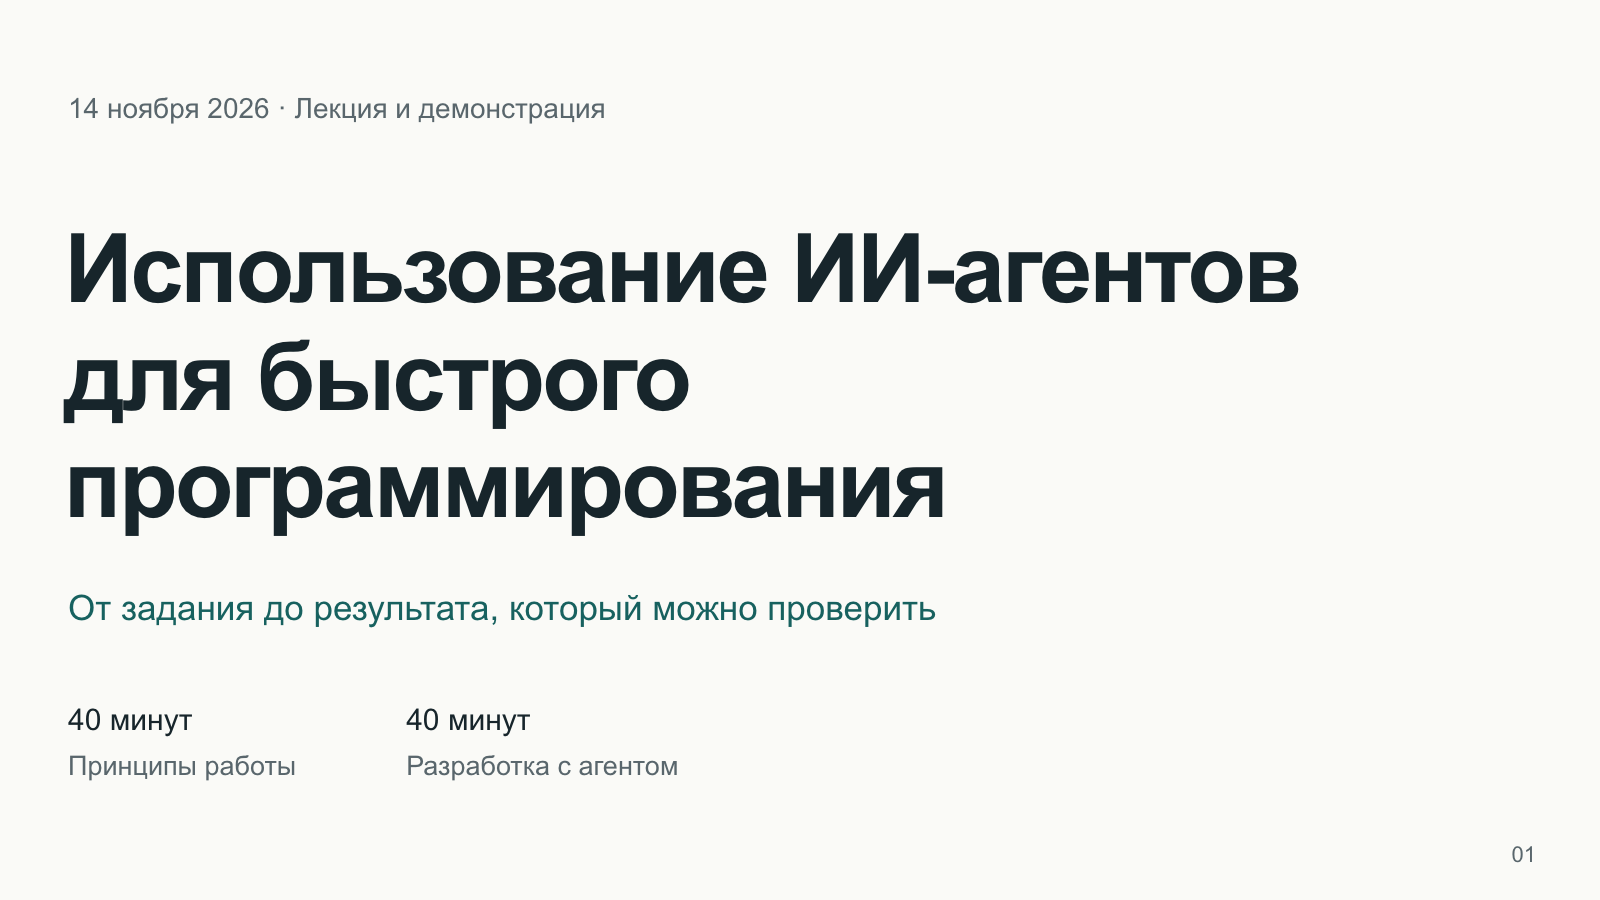 14 ноября 2026 · Лекция и демонстрация
Использование ИИ-агентов
для быстрого
программирования
От задания до результата, который можно проверить
40 минут
Принципы работы
40 минут
Разработка с агентом
01